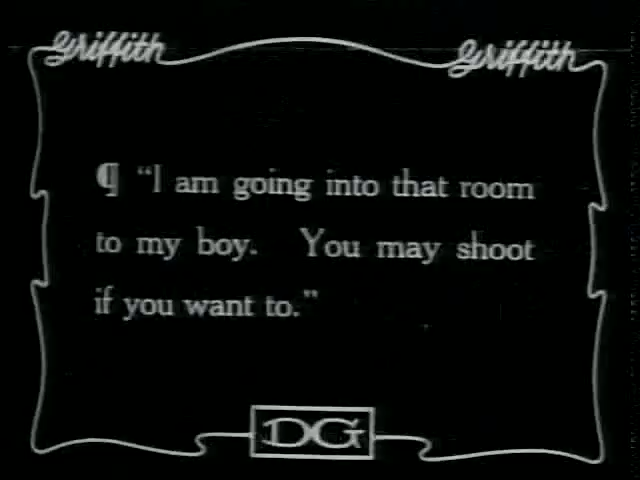 Griffith Griffith
¶ “I am going into that room
to my boy. You may shoot
if you want to.”
DG